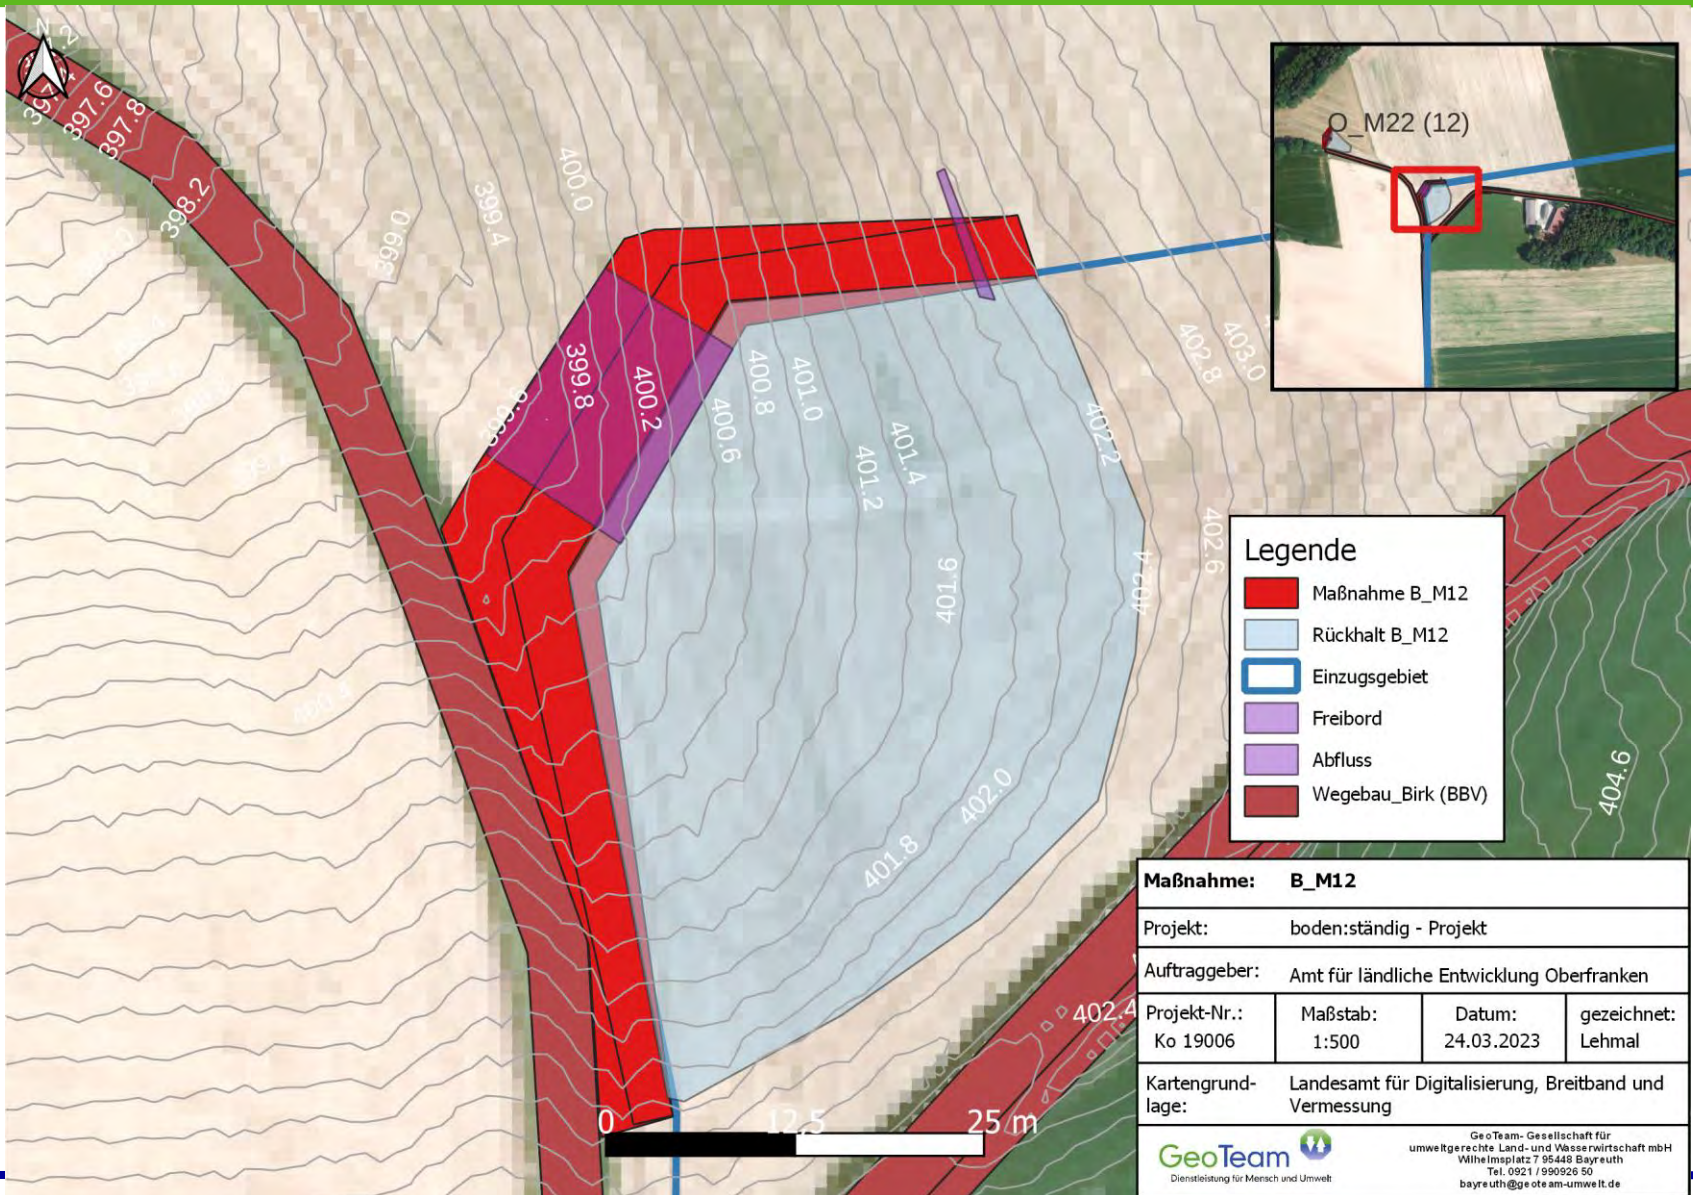 N
397.6
397.8
398.2
399.0
399.4
400.0
O_M22 (12)
399.8
400.2
400.6
400.8
401.0
401.2
401.4
401.6
401.8
402.0
402.2
402.4
402.6
402.8
403.0
404.6
402.4
Legende
Maßnahme B_M12
Rückhalt B_M12
Einzugsgebiet
Freibord
Abfluss
Wegebau_Birk (BBV)
0 12,5 25 m
Maßnahme: B_M12
Projekt: boden:ständig - Projekt
Auftraggeber: Amt für ländliche Entwicklung Oberfranken
Projekt-Nr.: Maßstab: Datum: gezeichnet:
Ko 19006 1:500 24.03.2023 Lehmal
Kartengrund- Landesamt für Digitalisierung, Breitband und
lage: Vermessung
GeoTeam
Dienstleistung für Mensch und Umwelt
GeoTeam- Gesellschaft für
umweltgerechte Land- und Wasserwirtschaft mbH
Wilhelmsplatz 7 95448 Bayreuth
Tel. 0921 / 990926 50
bayreuth@geoteam-umwelt.de